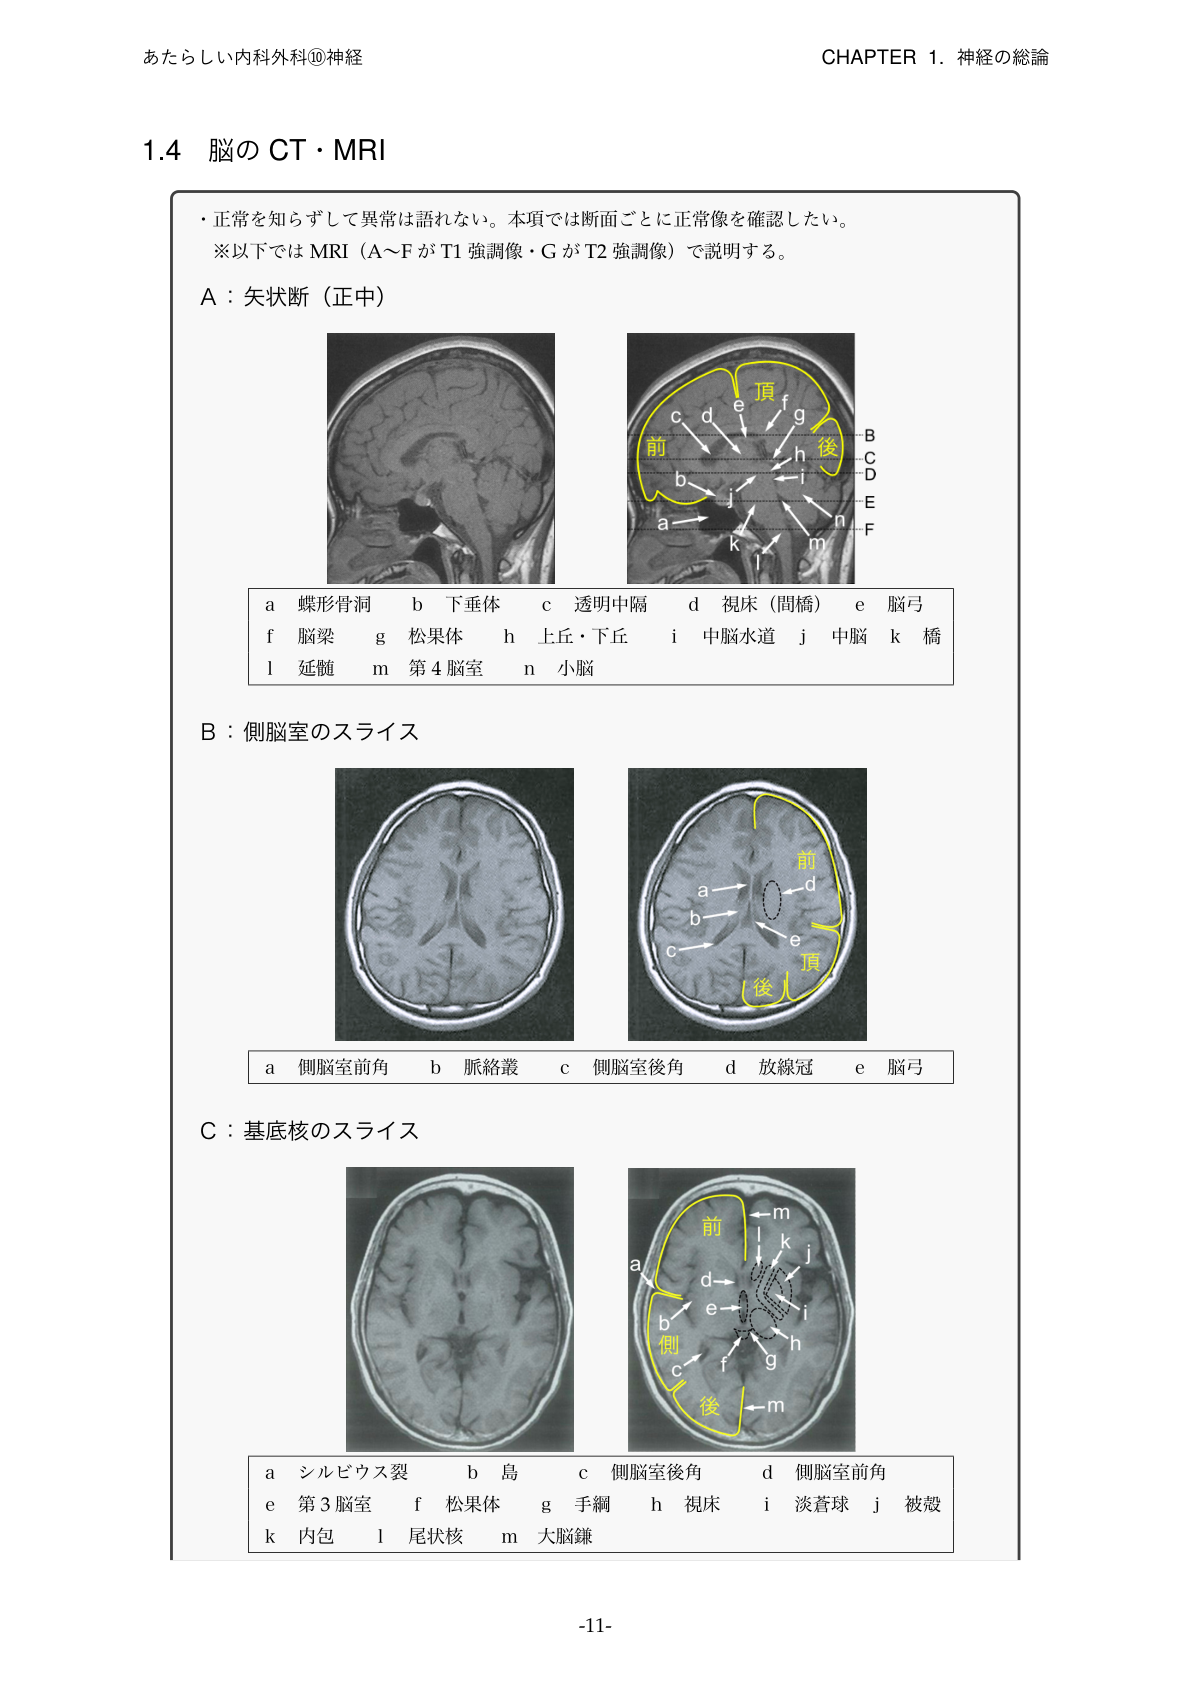 あたらしい内科外科⑩神経
CHAPTER 1. 神経の総論
1.4 脳の CT・MRI
・正常を知らずして異常は語れない。本項では断面ごとに正常像を確認したい。
※以下では MRI（A〜F が T1 強調像・G が T2 強調像）で説明する。
A：矢状断（正中）
頂
e
f
c
d
g
前
後
B
h
C
b
i
D
j
E
a
n
F
k
m
l
a 蝶形骨洞 b 下垂体 c 透明中隔 d 視床（間橋） e 脳弓
f 脳梁 g 松果体 h 上丘・下丘 i 中脳水道 j 中脳 k 橋
l 延髄 m 第4脳室 n 小脳
B：側脳室のスライス
前
a
d
b
c
e
頂
後
a 側脳室前角 b 脈絡叢 c 側脳室後角 d 放線冠 e 脳弓
C：基底核のスライス
前
m
l
k
j
a
d
e
b
i
側
h
c
f
g
後
m
a シルビウス裂 b 島 c 側脳室後角 d 側脳室前角
e 第3脳室 f 松果体 g 手綱 h 視床 i 淡蒼球 j 被殻
k 内包 l 尾状核 m 大脳鎌
-11-